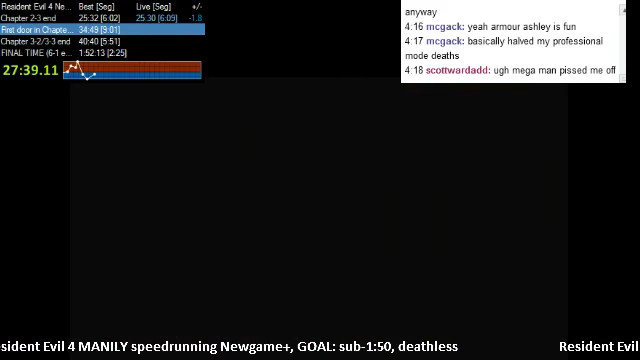 Resident Evil 4 Ne... Best [Seg] Live [Seg] +/-
Chapter 2-3 end 25:32 [6:02] 25:30 [6:09] -1.8
First door in Chapte... 34:49 [9:01]
Chapter 3-2/3-3 end 40:40 [5:51]
FINAL TIME (6-1 e... 1:52:13 [2:25]
27:39.11
anyway
4:16 mcgack: yeah armour ashley is fun
4:17 mcgack: basically halved my professional
mode deaths
4:18 scottwardadd: ugh mega man pissed me off
sident Evil 4 MANILY speedrunning Newgame+, GOAL: sub-1:50, deathless Resident Evil